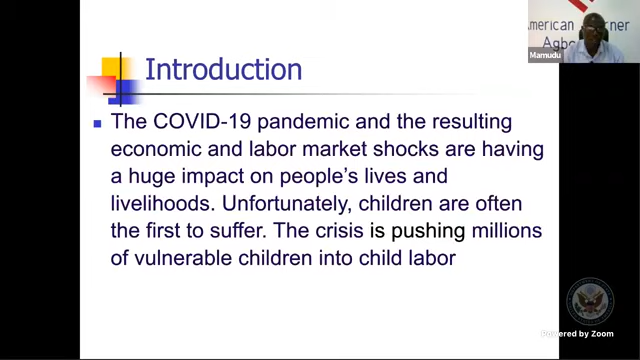 American Corner
Agbo
Mamudu
Introduction
The COVID-19 pandemic and the resulting
economic and labor market shocks are having
a huge impact on people’s lives and
livelihoods. Unfortunately, children are often
the first to suffer. The crisis is pushing millions
of vulnerable children into child labor
Powered by Zoom